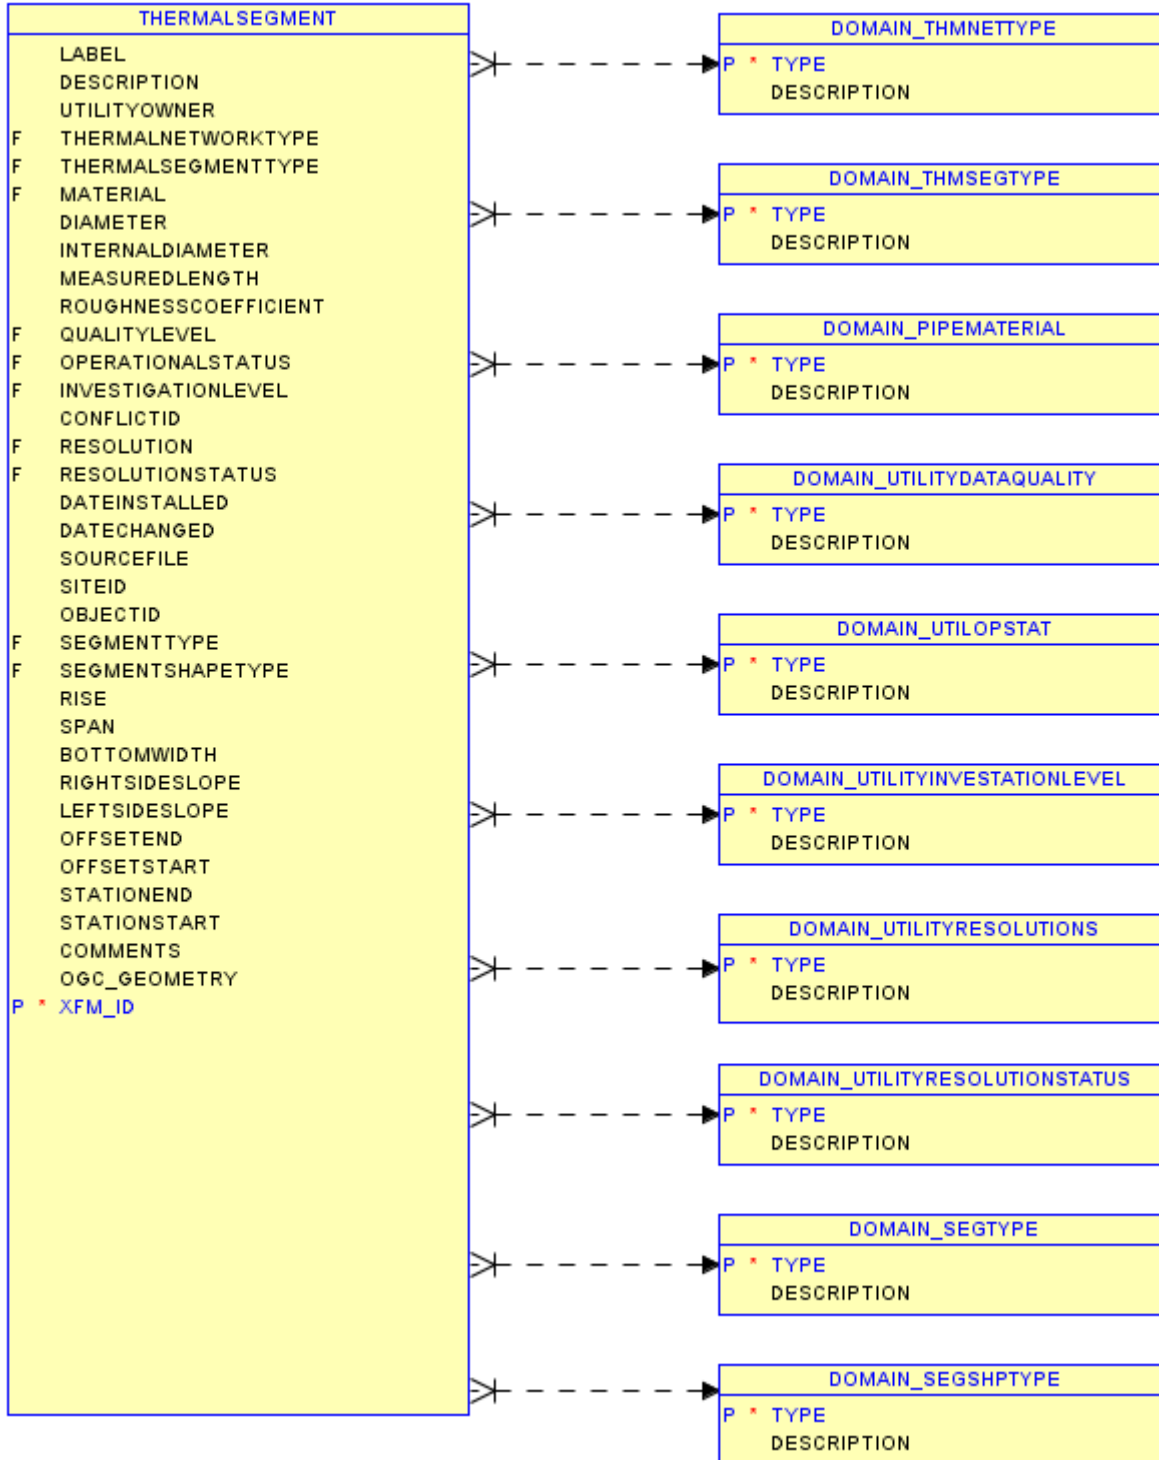 THERMALSEGMENT
LABEL
DESCRIPTION
UTILITYOWNER
F THERMALNETWORKTYPE
F THERMALSEGMENTTYPE
F MATERIAL
DIAMETER
INTERNALDIAMETER
MEASUREDLENGTH
ROUGHNESSCOEFFICIENT
F QUALITYLEVEL
F OPERATIONALSTATUS
F INVESTIGATIONLEVEL
CONFLICTID
F RESOLUTION
F RESOLUTIONSTATUS
DATEINSTALLED
DATECHANGED
SOURCEFILE
SITEID
OBJECTID
F SEGMENTTYPE
F SEGMENTSHAPETYPE
RISE
SPAN
BOTTOMWIDTH
RIGHTSIDESLOPE
LEFTSIDESLOPE
OFFSETEND
OFFSETSTART
STATIONEND
STATIONSTART
COMMENTS
OGC_GEOMETRY
P * XFM_ID
DOMAIN_THMNETTYPE
P * TYPE
DESCRIPTION
DOMAIN_THMSEGTYPE
P * TYPE
DESCRIPTION
DOMAIN_PIPEMATERIAL
P * TYPE
DESCRIPTION
DOMAIN_UTILITYDATAQUALITY
P * TYPE
DESCRIPTION
DOMAIN_UTILOPSTAT
P * TYPE
DESCRIPTION
DOMAIN_UTILITYINVESTATIONLEVEL
P * TYPE
DESCRIPTION
DOMAIN_UTILITYRESOLUTIONS
P * TYPE
DESCRIPTION
DOMAIN_UTILITYRESOLUTIONSTATUS
P * TYPE
DESCRIPTION
DOMAIN_SEGTYPE
P * TYPE
DESCRIPTION
DOMAIN_SEGSHPTYPE
P * TYPE
DESCRIPTION